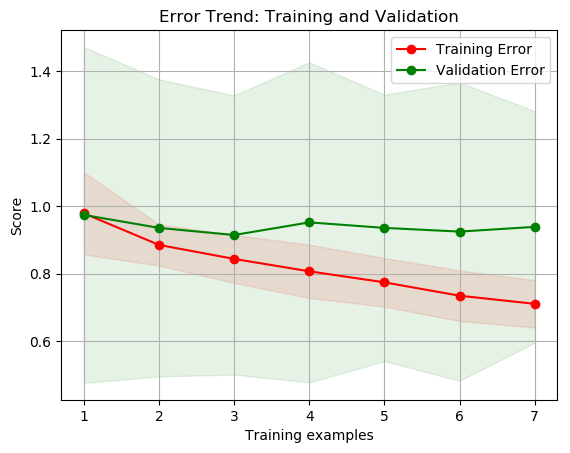 Error Trend: Training and Validation
Training Error
Validation Error
Score
1.4
1.2
1.0
0.8
0.6
1 2 3 4 5 6 7
Training examples